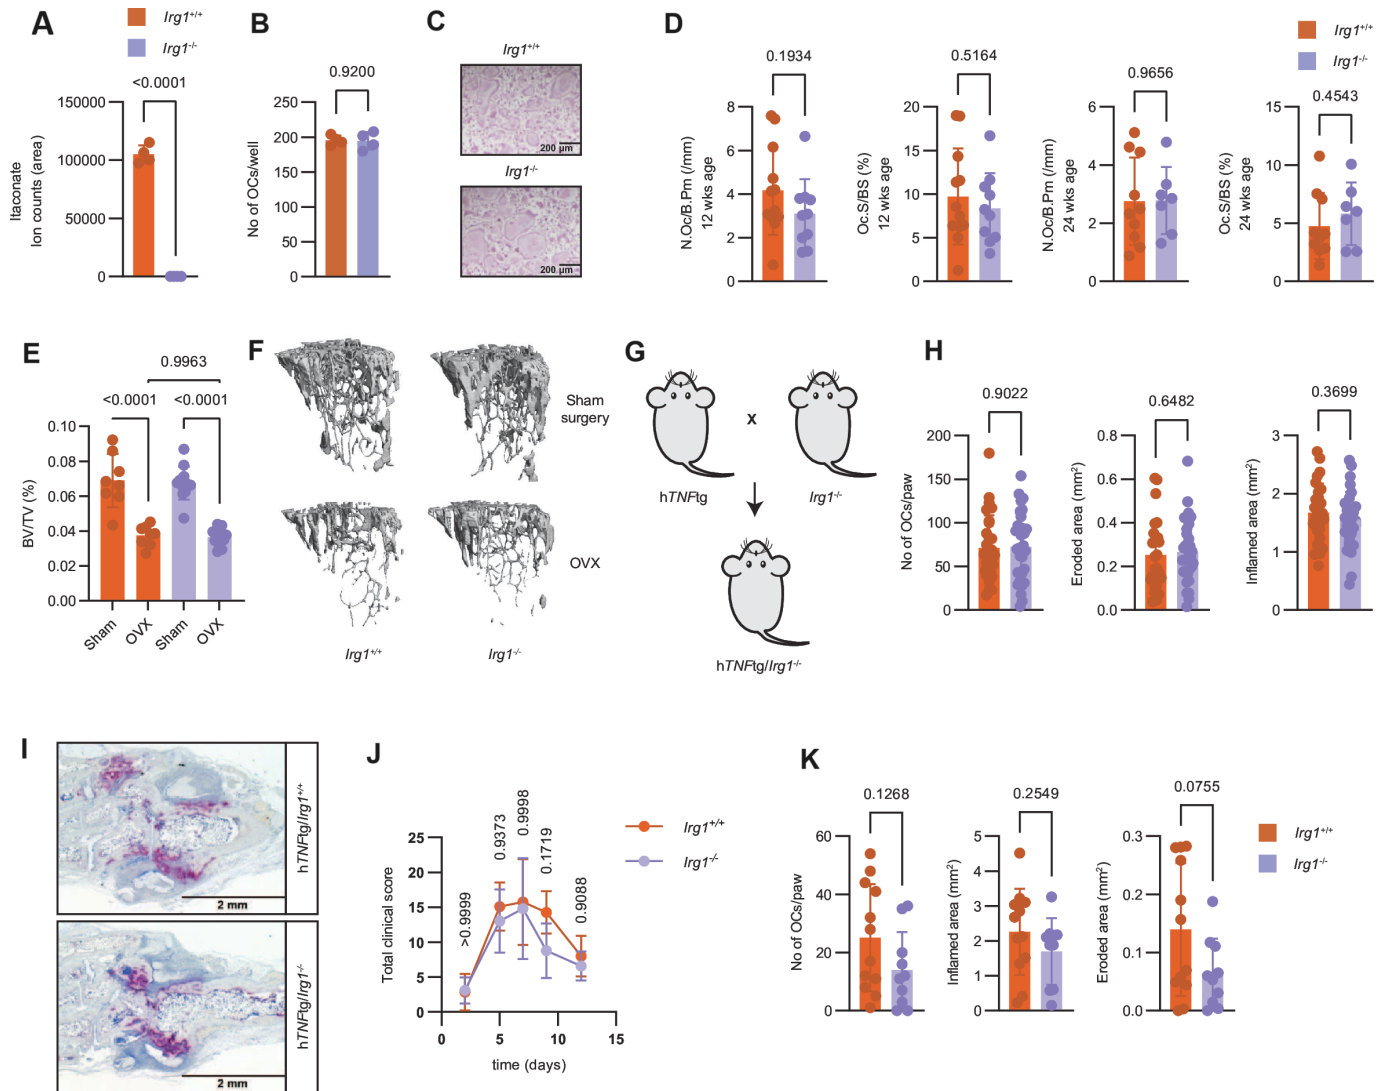 A
Irg1+/+
Irg1-/-
<0.0001
150000
100000
50000
0
Itaconate
Ion counts (area)
B
0.9200
250
200
150
100
50
0
No of OCs/well
C
Irg1+/+
200 µm
Irg1-/-
200 µm
D
Irg1+/+
Irg1-/-
0.1934
8
6
4
2
0
N.Oc/B.Pm (/mm)
12 wks age
0.5164
20
15
10
5
0
Oc.S/BS (%)
12 wks age
0.9656
6
4
2
0
N.Oc/B.Pm (/mm)
24 wks age
0.4543
15
10
5
0
Oc.S/BS (%)
24 wks age
E
0.9963
<0.0001 <0.0001
0.10
0.08
0.06
0.04
0.02
0.00
BV/TV (%)
Sham OVX Sham OVX
F
Sham
surgery
OVX
Irg1+/+ Irg1-/-
G
x
hTNFtg Irg1-/-
hTNFtg/Irg1-/-
H
0.9022
200
150
100
50
0
No of OCs/paw
0.6482
0.8
0.6
0.4
0.2
0.0
Eroded area (mm²)
0.3699
3
2
1
0
Inflamed area (mm²)
I
hTNFtg/Irg1+/+
2 mm
hTNFtg/Irg1-/-
2 mm
J
Irg1+/+
Irg1-/-
>0.9999
0.9373
0.9998
0.1719
0.9088
25
20
15
10
5
0
Total clinical score
0 5 10 15
time (days)
K
0.1268
60
40
20
0
No of OCs/paw
0.2549
5
4
3
2
1
0
Inflamed area (mm²)
0.0755
0.3
0.2
0.1
0.0
Eroded area (mm²)
Irg1+/+
Irg1-/-